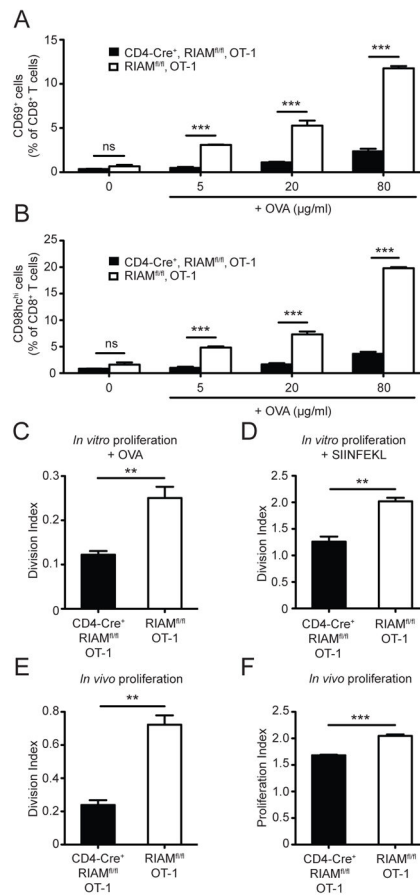 A
CD4-Cre⁺, RIAMᶠˡ/ᶠˡ, OT-1
RIAMᶠˡ/ᶠˡ, OT-1
CD69⁺ cells
(% of CD8⁺ T cells)
15
10
5
0
ns
***
***
***
0
5
20
80
+ OVA (µg/ml)
B
CD4-Cre⁺, RIAMᶠˡ/ᶠˡ, OT-1
RIAMᶠˡ/ᶠˡ, OT-1
CD98hcʰⁱ cells
(% of CD8⁺ T cells)
25
20
15
10
5
0
ns
***
***
***
0
5
20
80
+ OVA (µg/ml)
C
In vitro proliferation
+ OVA
Division Index
0.3
0.2
0.1
0
**
CD4-Cre⁺
RIAMᶠˡ/ᶠˡ
OT-1
RIAMᶠˡ/ᶠˡ
OT-1
D
In vitro proliferation
+ SIINFEKL
Division Index
2.5
2.0
1.5
1.0
0.5
0
**
CD4-Cre⁺
RIAMᶠˡ/ᶠˡ
OT-1
RIAMᶠˡ/ᶠˡ
OT-1
E
In vivo proliferation
Division Index
0.8
0.6
0.4
0.2
0
**
CD4-Cre⁺
RIAMᶠˡ/ᶠˡ
OT-1
RIAMᶠˡ/ᶠˡ
OT-1
F
In vivo proliferation
Proliferation Index
2.5
2.0
1.5
1.0
0.5
0
***
CD4-Cre⁺
RIAMᶠˡ/ᶠˡ
OT-1
RIAMᶠˡ/ᶠˡ
OT-1